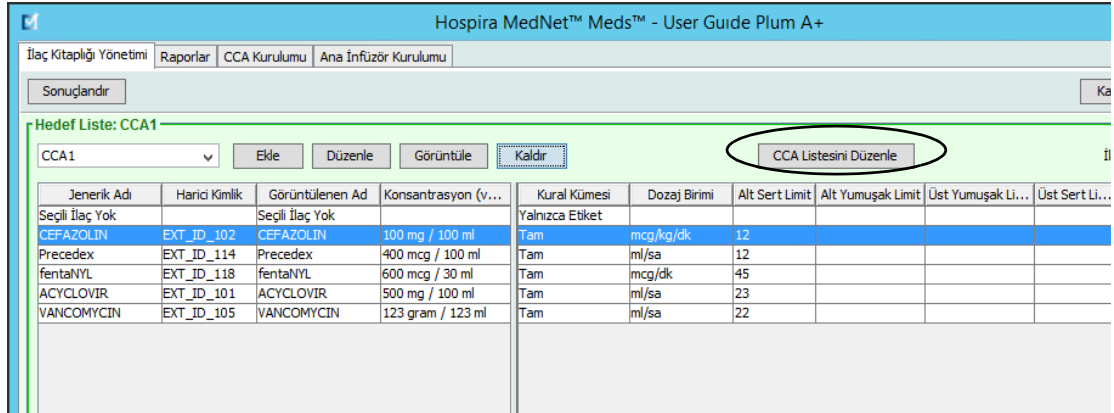 Hospira MedNet™ Meds™ - User Guide Plum A+
İlaç Kitaplığı Yönetimi Raporlar CCA Kurulumu Ana İnfüzör Kurulumu
Sonuçlandır Ka
Hedef Liste: CCA1
CCA1 Ekle Düzenle Görüntüle Kaldır CCA Listesini Düzenle İl
Jenerik Adı Harici Kimlik Görüntülenen Ad Konsantrasyon (v... Kural Kümesi Dozaj Birimi Alt Sert Limit Alt Yumuşak Limit Üst Yumuşak Li... Üst Sert Li...
Seçili İlaç Yok Seçili İlaç Yok Yalnızca Etiket
CEFAZOLIN EXT_ID_102 CEFAZOLIN 100 mg / 100 ml Tam mcg/kg/dk 12
Precedex EXT_ID_114 Precedex 400 mcg / 100 ml Tam ml/sa 12
fentaNYL EXT_ID_118 fentaNYL 600 mcg / 30 ml Tam mcg/dk 45
ACYCLOVIR EXT_ID_101 ACYCLOVIR 500 mg / 100 ml Tam ml/sa 23
VANCOMYCIN EXT_ID_105 VANCOMYCIN 123 gram / 123 ml Tam ml/sa 22